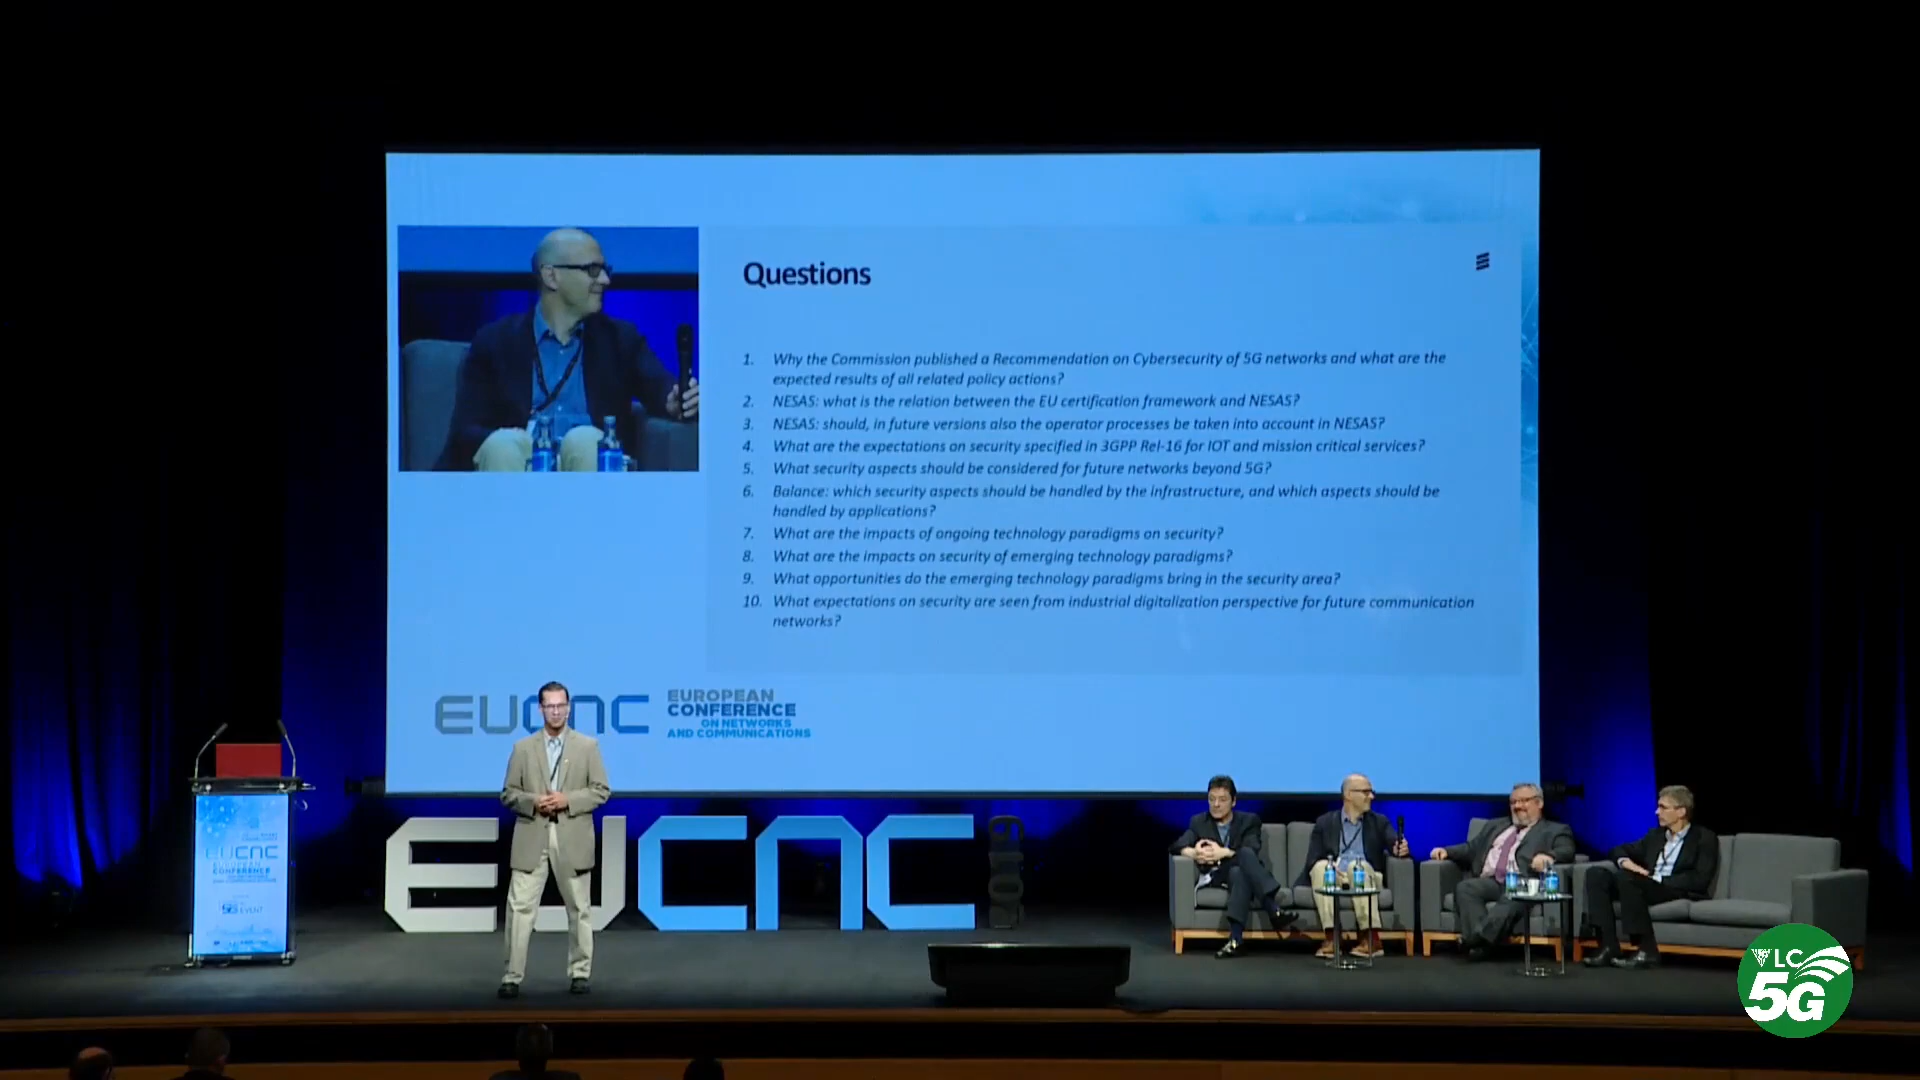 Questions
1. Why the Commission published a Recommendation on Cybersecurity of 5G networks and what are the
expected results of all related policy actions?
2. NESAS: what is the relation between the EU certification framework and NESAS?
3. NESAS: should, in future versions also the operator processes be taken into account in NESAS?
4. What are the expectations on security specified in 3GPP Rel-16 for IOT and mission critical services?
5. What security aspects should be considered for future networks beyond 5G?
6. Balance: which security aspects should be handled by the infrastructure, and which aspects should be
handled by applications?
7. What are the impacts of ongoing technology paradigms on security?
8. What are the impacts on security of emerging technology paradigms?
9. What opportunities do the emerging technology paradigms bring in the security area?
10. What expectations on security are seen from industrial digitalization perspective for future communication
networks?
EUCNC
EUROPEAN
CONFERENCE
ON NETWORKS
AND COMMUNICATIONS
EUCNC
EUCNC
EUROPEAN
CONFERENCE
5G EVENT
VLC
5G